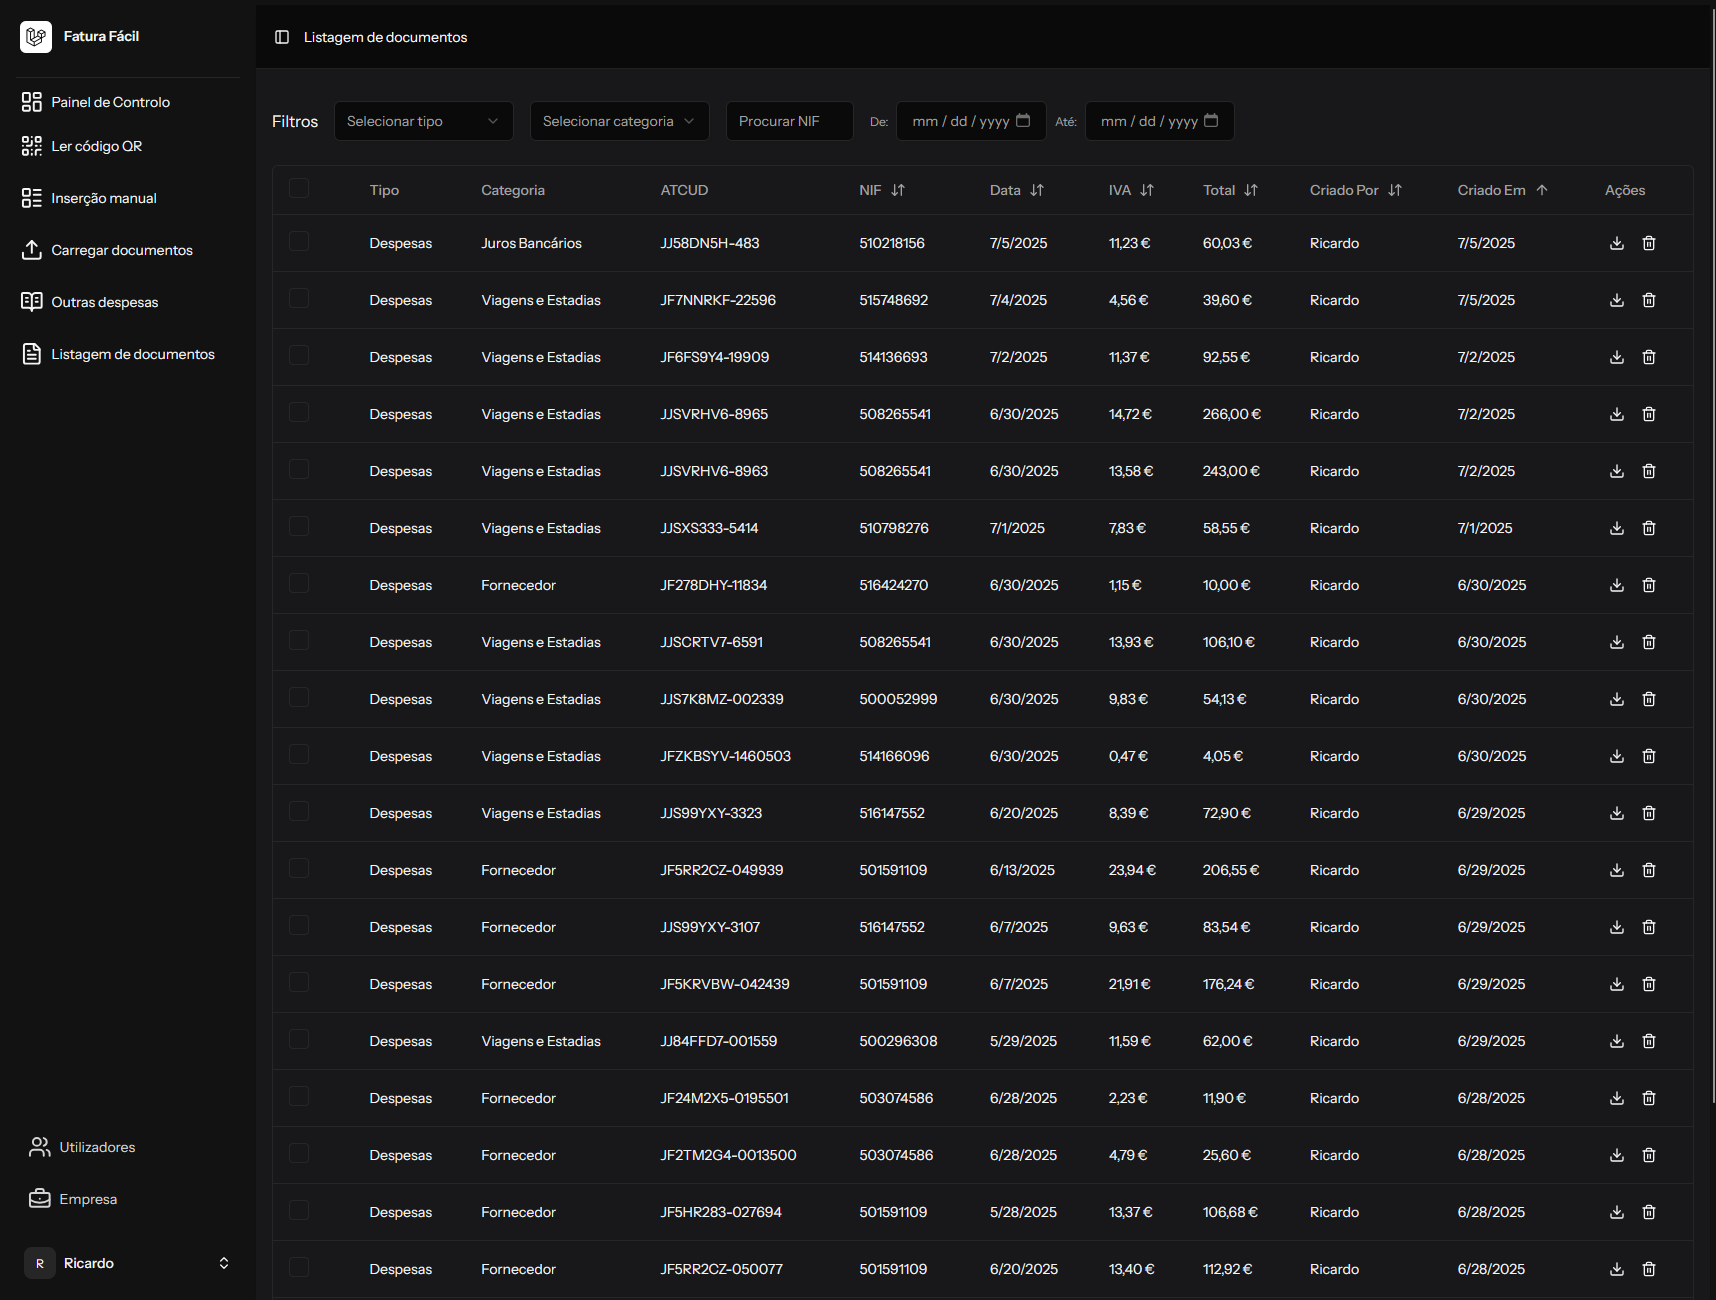 Fatura Fácil
Painel de Controlo
Ler código QR
Inserção manual
Carregar documentos
Outras despesas
Listagem de documentos
Utilizadores
Empresa
R Ricardo
Listagem de documentos
Filtros Selecionar tipo Selecionar categoria Procurar NIF De: mm / dd / yyyy Até: mm / dd / yyyy
Tipo Categoria ATCUD NIF Data IVA Total Criado Por Criado Em Ações
Despesas Juros Bancários JJ58DN5H-483 510218156 7/5/2025 11,23 € 60,03 € Ricardo 7/5/2025
Despesas Viagens e Estadias JF7NNRKF-22596 515748692 7/4/2025 4,56 € 39,60 € Ricardo 7/5/2025
Despesas Viagens e Estadias JF6FS9Y4-19909 514136693 7/2/2025 11,37 € 92,55 € Ricardo 7/2/2025
Despesas Viagens e Estadias JJSVRHV6-8965 508265541 6/30/2025 14,72 € 266,00 € Ricardo 7/2/2025
Despesas Viagens e Estadias JJSVRHV6-8963 508265541 6/30/2025 13,58 € 243,00 € Ricardo 7/2/2025
Despesas Viagens e Estadias JJSXS333-5414 510798276 7/1/2025 7,83 € 58,55 € Ricardo 7/1/2025
Despesas Fornecedor JF278DHY-11834 516424270 6/30/2025 1,15 € 10,00 € Ricardo 6/30/2025
Despesas Viagens e Estadias JJSCRTV7-6591 508265541 6/30/2025 13,93 € 106,10 € Ricardo 6/30/2025
Despesas Viagens e Estadias JJS7K8MZ-002339 500052999 6/30/2025 9,83 € 54,13 € Ricardo 6/30/2025
Despesas Viagens e Estadias JFZKBSYV-1460503 514166096 6/30/2025 0,47 € 4,05 € Ricardo 6/30/2025
Despesas Viagens e Estadias JJS99YXY-3323 516147552 6/20/2025 8,39 € 72,90 € Ricardo 6/29/2025
Despesas Fornecedor JF5RR2CZ-049939 501591109 6/13/2025 23,94 € 206,55 € Ricardo 6/29/2025
Despesas Fornecedor JJS99YXY-3107 516147552 6/7/2025 9,63 € 83,54 € Ricardo 6/29/2025
Despesas Fornecedor JF5KRVBW-042439 501591109 6/7/2025 21,91 € 176,24 € Ricardo 6/29/2025
Despesas Viagens e Estadias JJ84FFD7-001559 500296308 5/29/2025 11,59 € 62,00 € Ricardo 6/29/2025
Despesas Fornecedor JF24M2X5-0195501 503074586 6/28/2025 2,23 € 11,90 € Ricardo 6/28/2025
Despesas Fornecedor JF2TM2G4-0013500 503074586 6/28/2025 4,79 € 25,60 € Ricardo 6/28/2025
Despesas Fornecedor JF5HR283-027694 501591109 5/28/2025 13,37 € 106,68 € Ricardo 6/28/2025
Despesas Fornecedor JF5RR2CZ-050077 501591109 6/20/2025 13,40 € 112,92 € Ricardo 6/28/2025